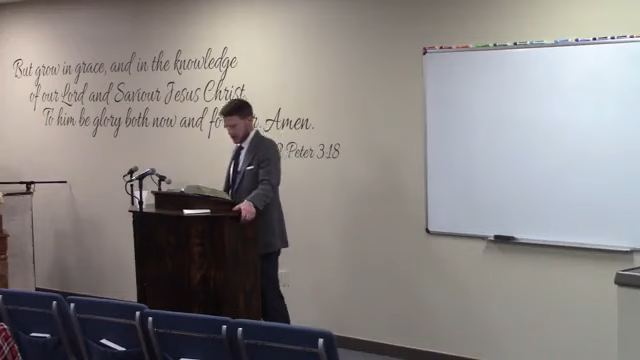 But grow in grace, and in the knowledge
of our Lord and Saviour Jesus Christ.
To him be glory both now and Amen.
Peter 3:18